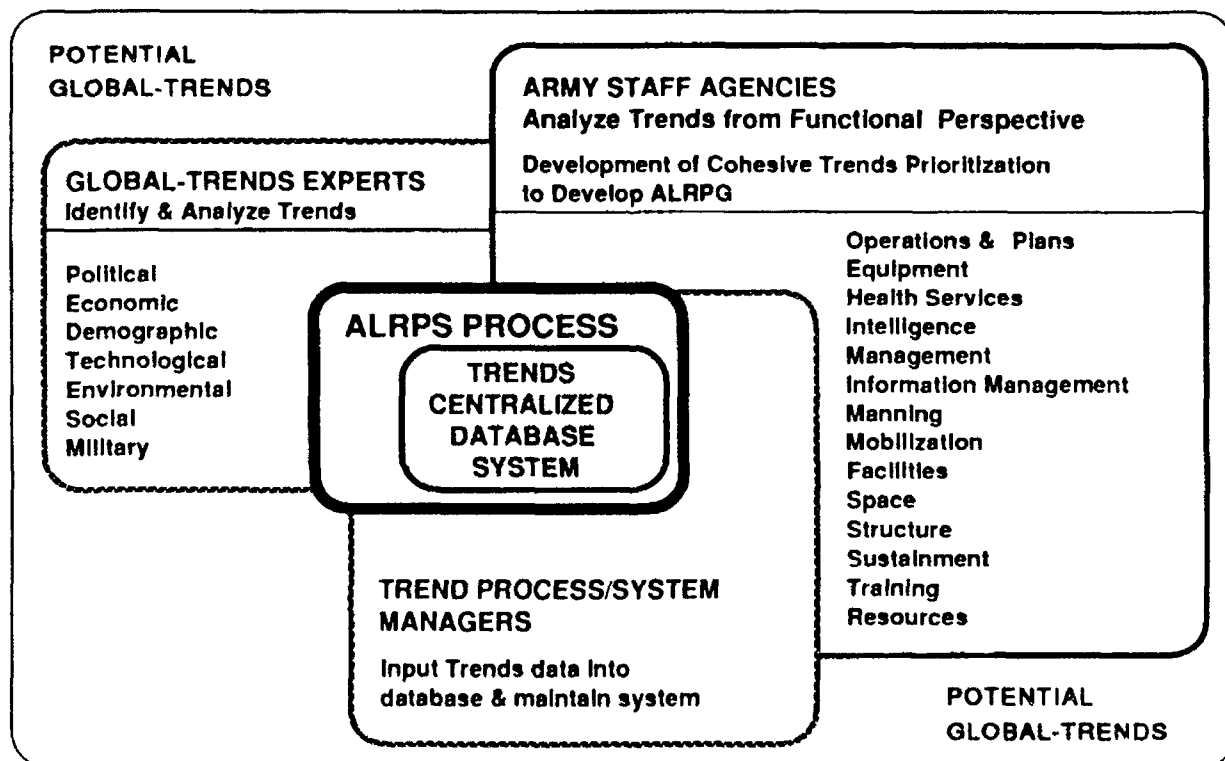 POTENTIAL
GLOBAL-TRENDS
ARMY STAFF AGENCIES
Analyze Trends from Functional Perspective
Development of Cohesive Trends Prioritization
to Develop ALRPG
GLOBAL-TRENDS EXPERTS
Identify & Analyze Trends
Political
Economic
Demographic
Technological
Environmental
Social
Military
ALRPS PROCESS
TRENDS
CENTRALIZED
DATABASE
SYSTEM
Operations & Plans
Equipment
Health Services
Intelligence
Management
Information Management
Manning
Mobilization
Facilities
Space
Structure
Sustainment
Training
Resources
TREND PROCESS/SYSTEM
MANAGERS
Input Trends data into
database & maintain system
POTENTIAL
GLOBAL-TRENDS